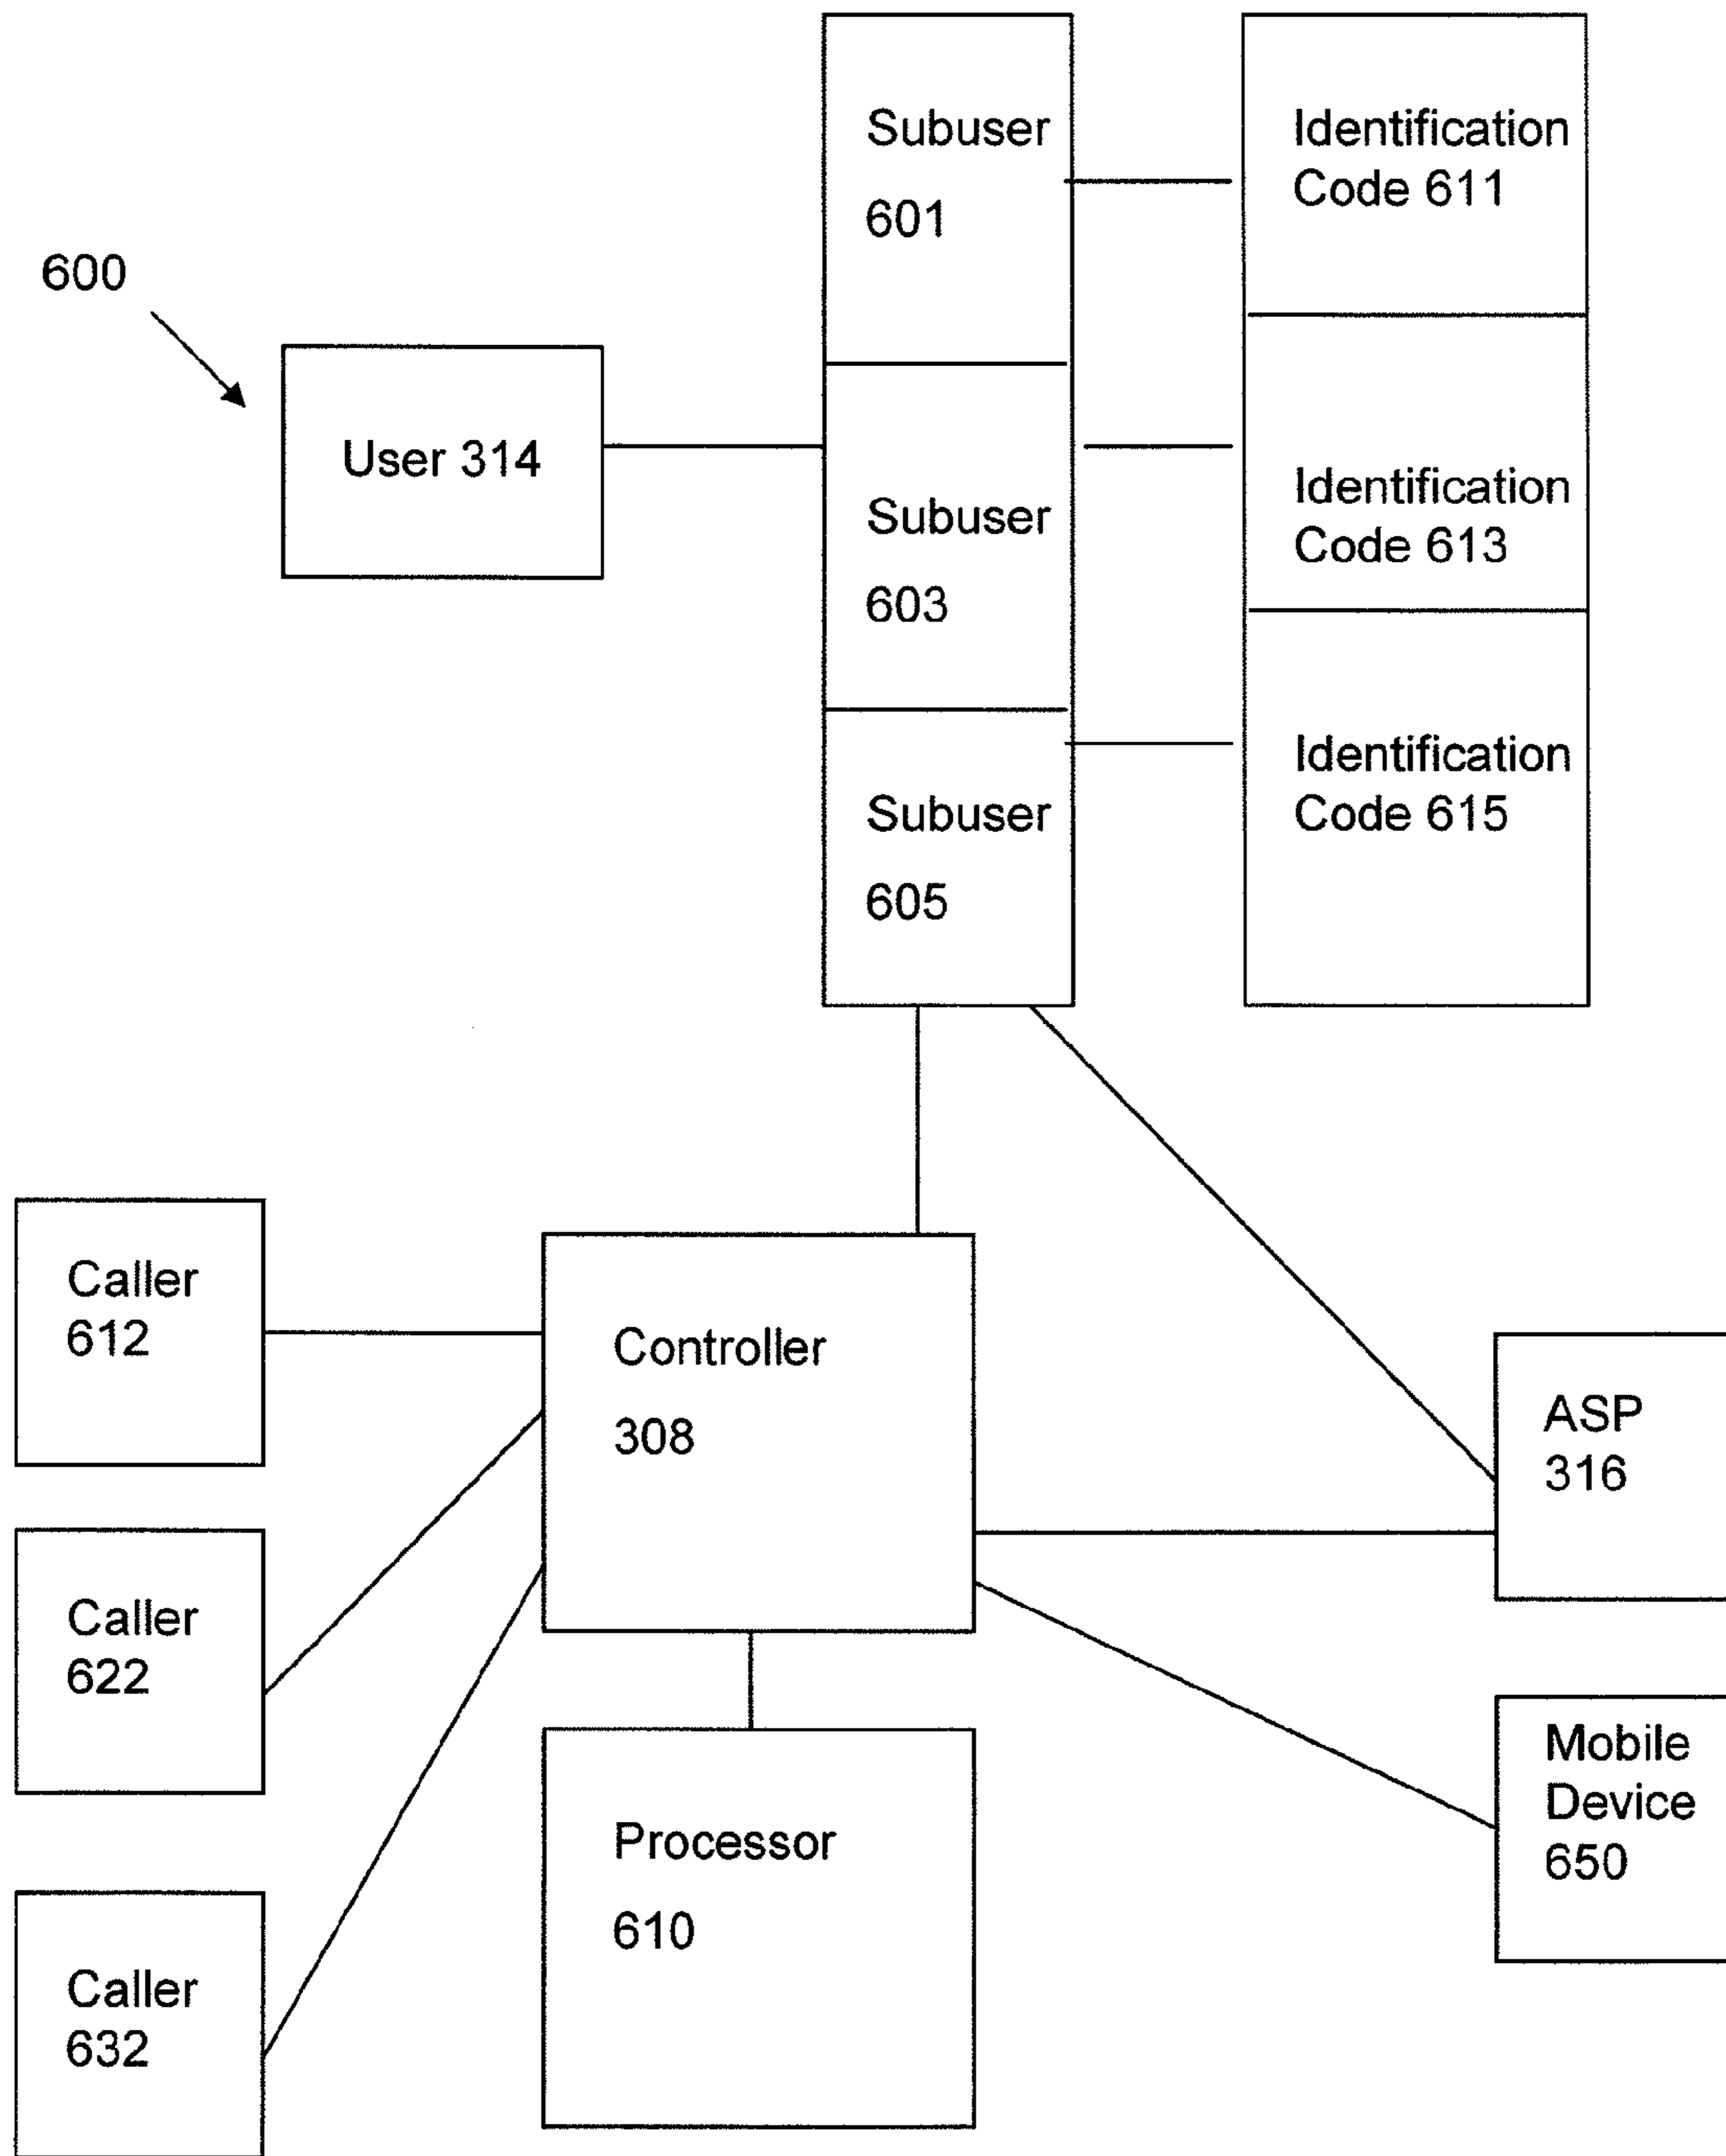 600
User 314
Subuser
601
Subuser
603
Subuser
605
Identification
Code 611
Identification
Code 613
Identification
Code 615
Caller
612
Caller
622
Caller
632
Controller
308
Processor
610
ASP
316
Mobile
Device
650